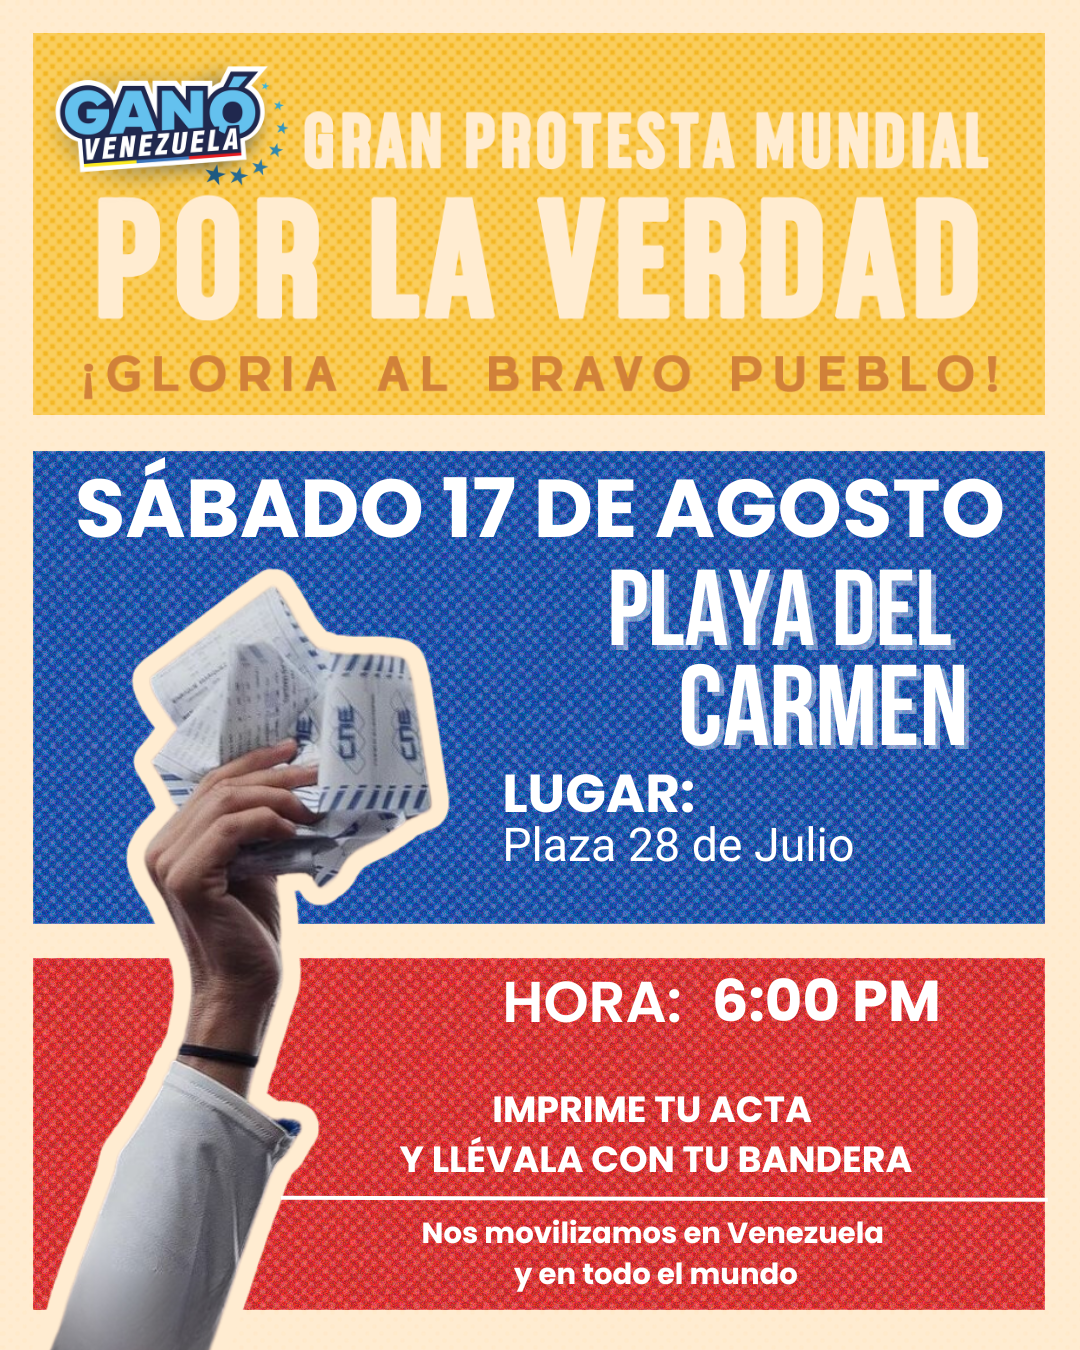 GANÓ
VENEZUELA
GRAN PROTESTA MUNDIAL
POR LA VERDAD
¡GLORIA AL BRAVO PUEBLO!
SÁBADO 17 DE AGOSTO
PLAYA DEL
CARMEN
CNE
CNE
LUGAR:
Plaza 28 de Julio
HORA: 6:00 PM
IMPRIME TU ACTA
Y LLÉVALA CON TU BANDERA
Nos movilizamos en Venezuela
y en todo el mundo